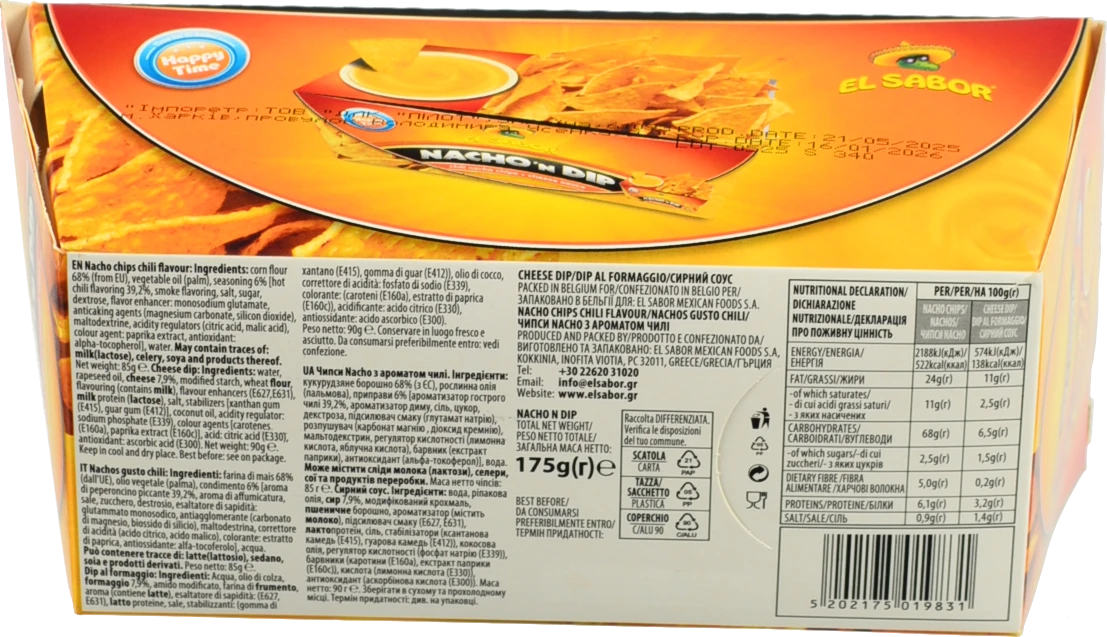 Happy
Time
EL SABOR
NACHO 'N DIP
"Імпортер: ТОВ
м. Харків, провул
PROD. DATE: 21/05/2025
EXP DATE: 16/01/2026
LOT 0525 S 340
EN Nacho chips chili flavour: Ingredients: corn flour
68% (from EU), vegetable oil (palm), seasoning 6% [hot
chili flavoring 39,2%, smoke flavoring, salt, sugar,
dextrose, flavor enhancer: monosodium glutamate,
anticaking agents (magnesium carbonate, silicon dioxide),
maltodextrine, acidity regulators (citric acid, malic acid),
colour agent: paprika extract, antioxidant:
alpha-tocopherol], water. May contain traces of:
milk(lactose), celery, soya and products thereof.
Net weight: 85g e. Cheese dip: Ingredients: water,
rapeseed oil, cheese 7,9%, modified starch, wheat flour,
flavouring (contains milk), flavour enhancers (E627,E631),
milk protein (lactose), salt, stabilizers [xanthan gum
(E415), guar gum (E412)], coconut oil, acidity regulator:
sodium phosphate (E339), colour agents (carotenes
(E160a), paprika extract (E160c)), acid: citric acid (E330),
antioxidant: ascorbic acid (E300). Net weight: 90g e.
Keep in cool and dry place. Best before: see on package.
IT Nachos gusto chili: Ingredienti: farina di mais 68%
(dall'UE), olio vegetale (palma), condimento 6% [aroma
di peperoncino piccante 39,2%, aroma di affumicatura,
sale, zucchero, destrosio, esaltatore di sapidità:
glutammato monosodico, antiagglomerante (carbonato
di magnesio, biossido di silicio), maltodestrina, correttore
di acidità (acido citrico, acido malico), colorante: estratto
di paprica, antiossidante: alfa-tocoferolo), acqua.
Può contenere tracce di: latte(lattosio), sedano,
soia e prodotti derivati. Peso netto: 85g e.
Dip al formaggio: Ingredienti: Acqua, olio di colza,
formaggio 7,9%, amido modificato, farina di frumento,
aroma (contiene latte), esaltatore di sapidità: (E627,
E631), latto proteine, sale, stabilizzanti: (gomma di
xantano (E415), gomma di guar (E412)), olio di cocco,
correttore di acidità: fosfato di sodio (E339),
colorante: (caroteni (E160a), estratto di paprica
(E160c)), acidificante: acido citrico (E330),
antiossidante: acido ascorbico (E300).
Peso netto: 90g e. Conservare in luogo fresco e
asciutto. Da consumarsi preferibilmente entro: vedi
confezione.
UA Чипси Nacho з ароматом чилі. Інгредієнти:
кукурудзяне борошно 68% (з ЄС), рослинна олія
(пальмова), приправи 6% [ароматизатор гострого
чилі 39,2%, ароматизатор диму, сіль, цукор,
декстроза, підсилювач смаку (глутамат натрію),
розпушувач (карбонат магнію , діоксид кремнію),
мальтодекстрин, регулятор кислотності (лимонна
кислота, яблучна кислота), барвник (екстракт
паприки), антиоксидант (альфа-токоферол)], вода.
Може містити сліди молока (лактози), селери,
сої та продуктів переробки. Маса нетто чіпсів:
85 г e. Сирний соус. Інгредієнти: вода, ріпакова
олія, сир 7,9%, модифікований крохмаль,
пшеничне борошно, ароматизатор (містить
молоко), підсилювач смаку (E627, E631),
лактопротеїн, сіль, стабілізатори (ксантанова
камедь (E415), гуарова камедь (E412)), кокосова
олія, регулятор кислотності (фосфат натрію (E339)),
барвники (каротини (E160a), екстракт паприки
(E160c)), кислота (лимонна кислота (E330)),
антиоксидант (аскорбінова кислота (E300)). Маса
нетто: 90 г e. Зберігати в сухому та прохолодному
місці. Термін придатності: див. на упаковці.
CHEESE DIP/DIP AL FORMAGGIO/СИРНИЙ СОУС
PACKED IN BELGIUM FOR/CONFEZIONATO IN BELGIO PER/
ЗАПАКОВАНО В БЕЛЬГІЇ ДЛЯ: EL SABOR MEXICAN FOODS S.A.
NACHO CHIPS CHILI FLAVOUR/NACHOS GUSTO CHILI/
ЧИПСИ NACHO З АРОМАТОМ ЧИЛІ
PRODUCED AND PACKED BY/PRODOTTO E CONFEZIONATO DA/
ВИГОТОВЛЕНО ТА ЗАПАКОВАНО: EL SABOR MEXICAN FOODS S.A,
KOKKINIA, INOFITA VIOTIA, PC 32011, GREECE/GRECIA/ГРЕЦІЯ
Tel: +30 22620 31020
Email: info@elsabor.gr
Website: www.elsabor.gr
NACHO N DIP
TOTAL NET WEIGHT/
PESO NETTO TOTALE/
ЗАГАЛЬНА МАСА НЕТТО:
175g(г)e
BEST BEFORE/
DA CONSUMARSI
PREFERIBILMENTE ENTRO/
ТЕРМІН ПРИДАТНОСТІ:
Raccolta DIFFERENZIATA.
Verifica le disposizioni
del tuo comune.
SCATOLA
CARTA
21
PAP
TAZZA/
SACCHETTO
PLASTICA
05
PP
COPERCHIO
C/ALU 90
90
C/ALU
05
PP
NUTRITIONAL DECLARATION/
DICHIARAZIONE
NUTRIZIONALE/ДЕКЛАРАЦІЯ
ПРО ПОЖИВНУ ЦІННІСТЬ
PER/PER/НА 100g(г)
NACHO CHIPS/
NACHOS/
ЧИПСИ NACHO
CHEESE DIP/
DIP AL FORMAGGIO/
СИРНИЙ СОУС
ENERGY/ENERGIA/
ЕНЕРГІЯ
2188kJ(кДж)/
522kcal(ккал)
574kJ(кДж)/
138kcal(ккал)
FAT/GRASSI/ЖИРИ 24g(г) 11g(г)
-of which saturates/
- di cui acidi grassi saturi/
- з яких насичених
11g(г) 2,5g(г)
CARBOHYDRATES/
CARBOIDRATI/ВУГЛЕВОДИ
68g(г) 6,5g(г)
-of which sugars/-di cui
zuccheri/- з яких цукрів
2,5g(г) 1,5g(г)
DIETARY FIBRE /FIBRA
ALIMENTARE /ХАРЧОВІ ВОЛОКНА
5,0g(г) 0,2g(г)
PROTEINS/PROTEINE/БІЛКИ 6,1g(г) 3,2g(г)
SALT/SALE/СІЛЬ 0,9g(г) 1,4g(г)
5 202175 019831